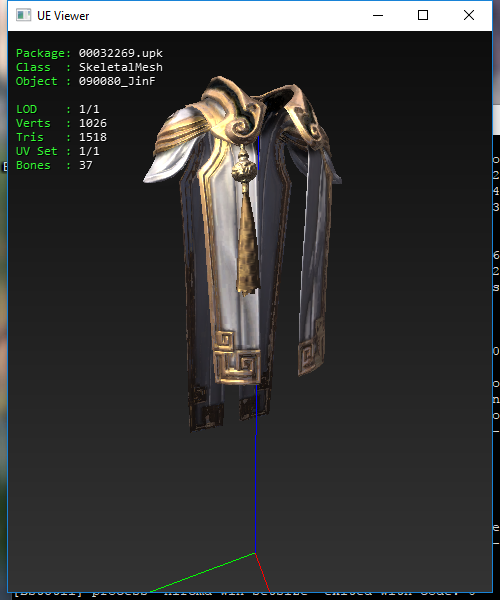 UE Viewer
Package: 00032269.upk
Class  : SkeletalMesh
Object : 090080_JinF
LOD    : 1/1
Verts  : 1026
Tris   : 1518
UV Set : 1/1
Bones  : 37